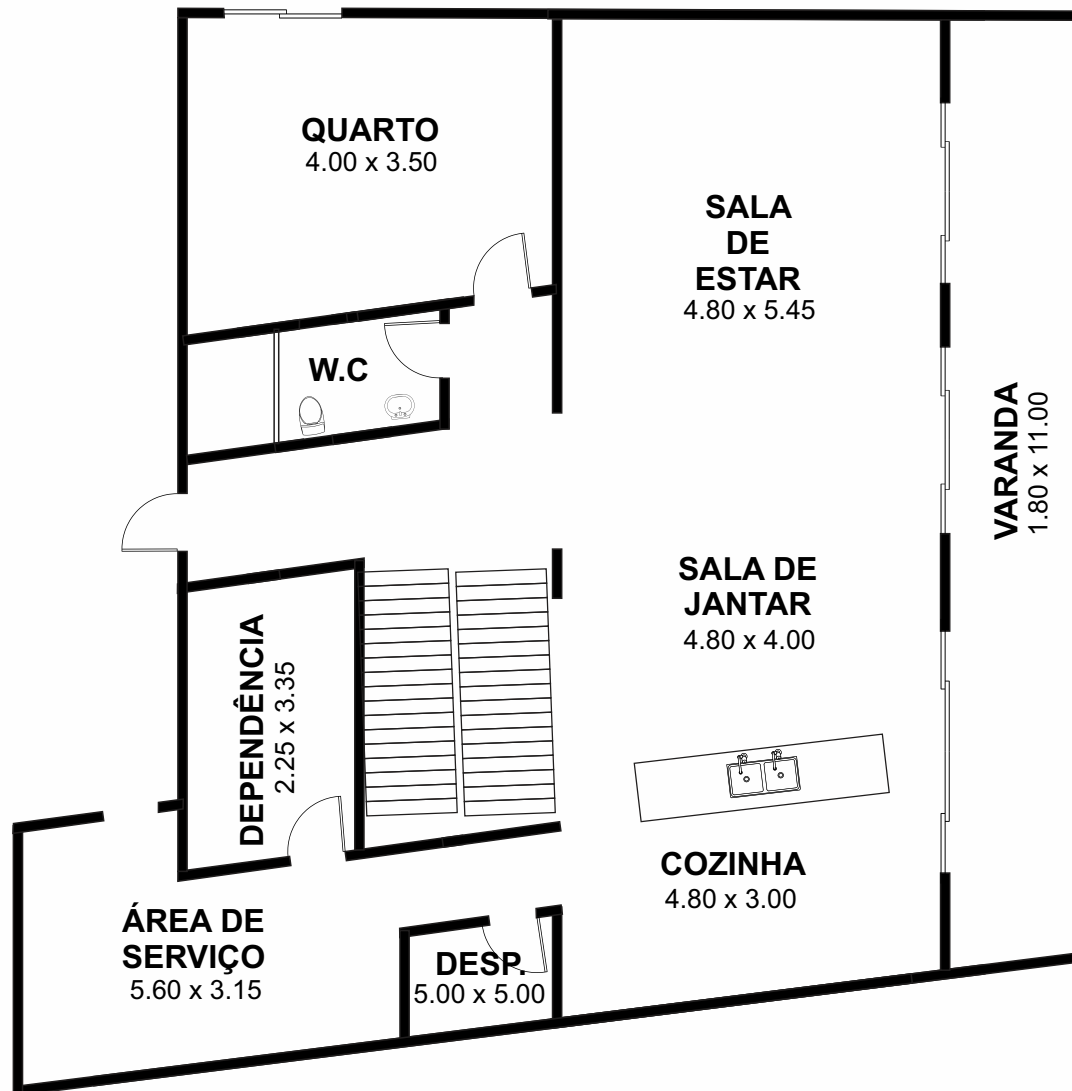 QUARTO
4.00 x 3.50
SALA
DE
ESTAR
4.80 x 5.45
W.C
VARANDA
1.80 x 11.00
SALA DE
JANTAR
4.80 x 4.00
DEPENDÊNCIA
2.25 x 3.35
COZINHA
4.80 x 3.00
ÁREA DE
SERVIÇO
5.60 x 3.15
DESP.
5.00 x 5.00